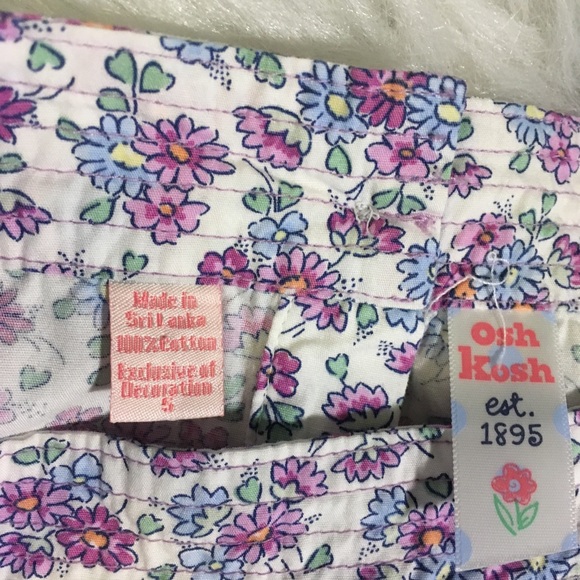 Made in
Sri Lanka
100% Cotton
Exclusive of
Decoration
5
Osh
Kosh
est.
1895